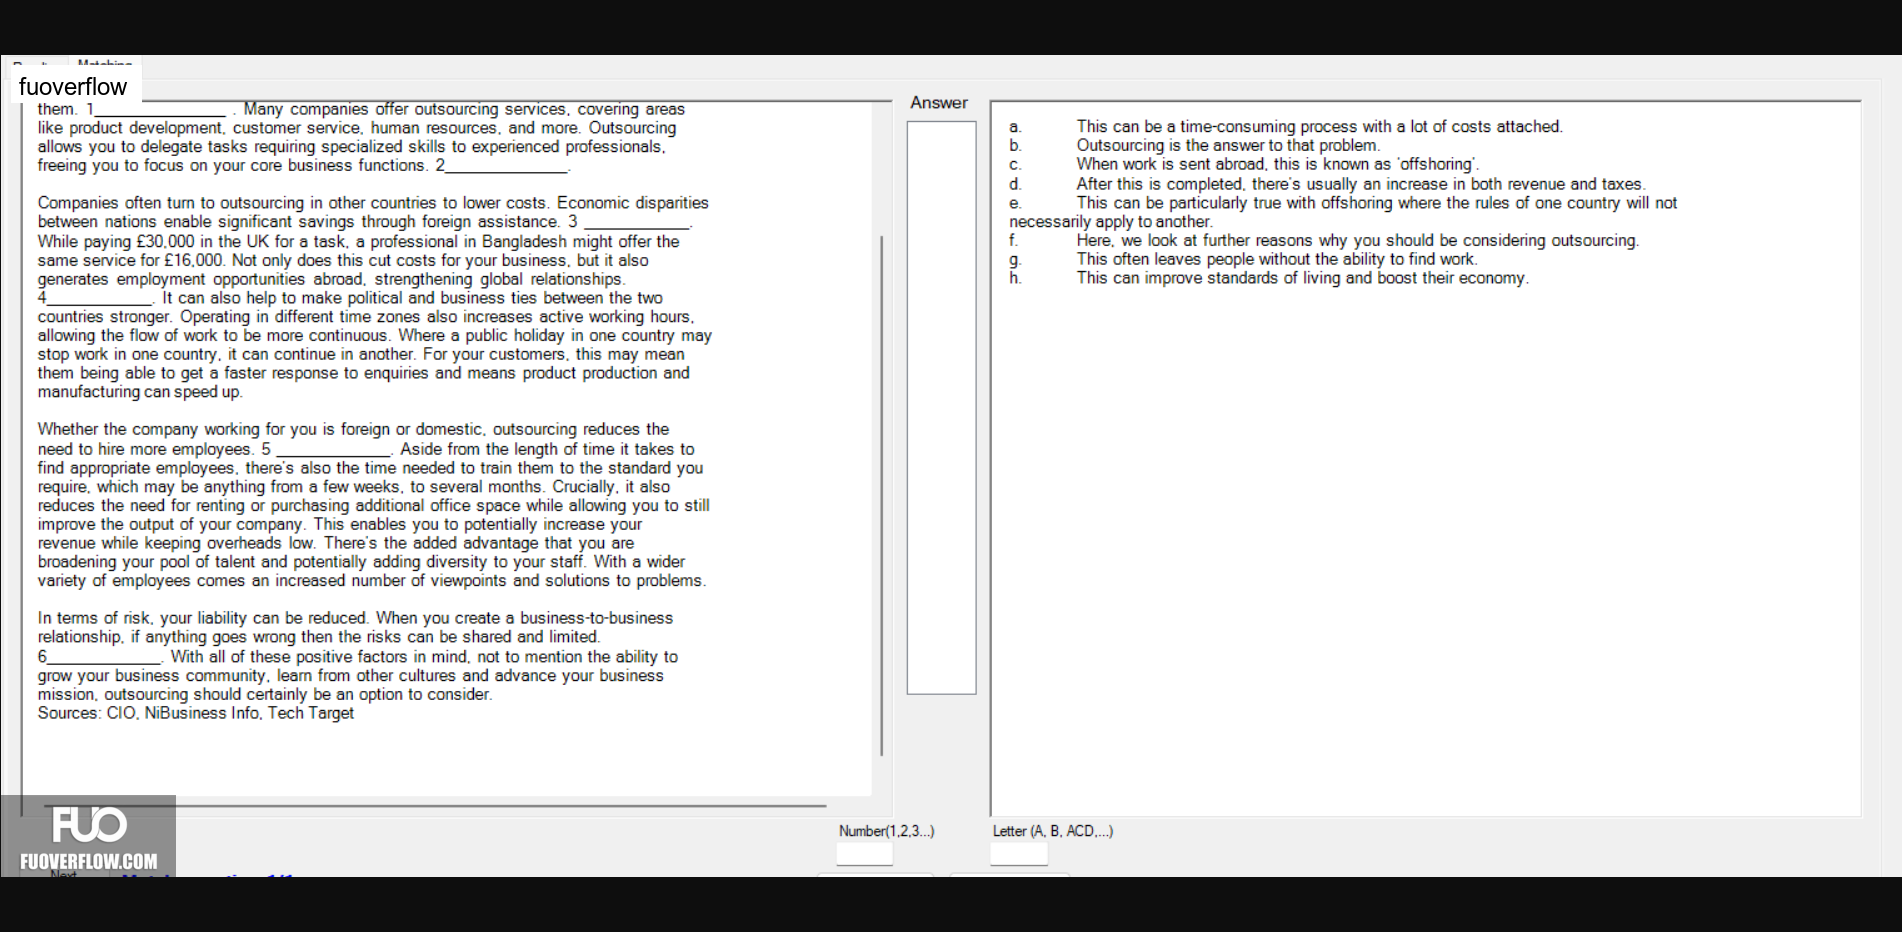 Matching
fuoverflow
them. 1______________ . Many companies offer outsourcing services, covering areas
like product development, customer service, human resources, and more. Outsourcing
allows you to delegate tasks requiring specialized skills to experienced professionals,
freeing you to focus on your core business functions. 2_____________.
Companies often turn to outsourcing in other countries to lower costs. Economic disparities
between nations enable significant savings through foreign assistance. 3 ___________.
While paying £30,000 in the UK for a task, a professional in Bangladesh might offer the
same service for £16,000. Not only does this cut costs for your business, but it also
generates employment opportunities abroad, strengthening global relationships.
4___________. It can also help to make political and business ties between the two
countries stronger. Operating in different time zones also increases active working hours,
allowing the flow of work to be more continuous. Where a public holiday in one country may
stop work in one country, it can continue in another. For your customers, this may mean
them being able to get a faster response to enquiries and means product production and
manufacturing can speed up.
Whether the company working for you is foreign or domestic, outsourcing reduces the
need to hire more employees. 5 ____________. Aside from the length of time it takes to
find appropriate employees, there's also the time needed to train them to the standard you
require, which may be anything from a few weeks, to several months. Crucially, it also
reduces the need for renting or purchasing additional office space while allowing you to still
improve the output of your company. This enables you to potentially increase your
revenue while keeping overheads low. There's the added advantage that you are
broadening your pool of talent and potentially adding diversity to your staff. With a wider
variety of employees comes an increased number of viewpoints and solutions to problems.
In terms of risk, your liability can be reduced. When you create a business-to-business
relationship, if anything goes wrong then the risks can be shared and limited.
6____________. With all of these positive factors in mind, not to mention the ability to
grow your business community, learn from other cultures and advance your business
mission, outsourcing should certainly be an option to consider.
Sources: CIO, NiBusiness Info, Tech Target
Answer
a. This can be a time-consuming process with a lot of costs attached.
b. Outsourcing is the answer to that problem.
c. When work is sent abroad, this is known as 'offshoring'.
d. After this is completed, there's usually an increase in both revenue and taxes.
e. This can be particularly true with offshoring where the rules of one country will not
necessarily apply to another.
f. Here, we look at further reasons why you should be considering outsourcing.
g. This often leaves people without the ability to find work.
h. This can improve standards of living and boost their economy.
Number(1,2,3...) Letter (A, B, ACD,...)
FUO
FUOVERFLOW.COM
Next